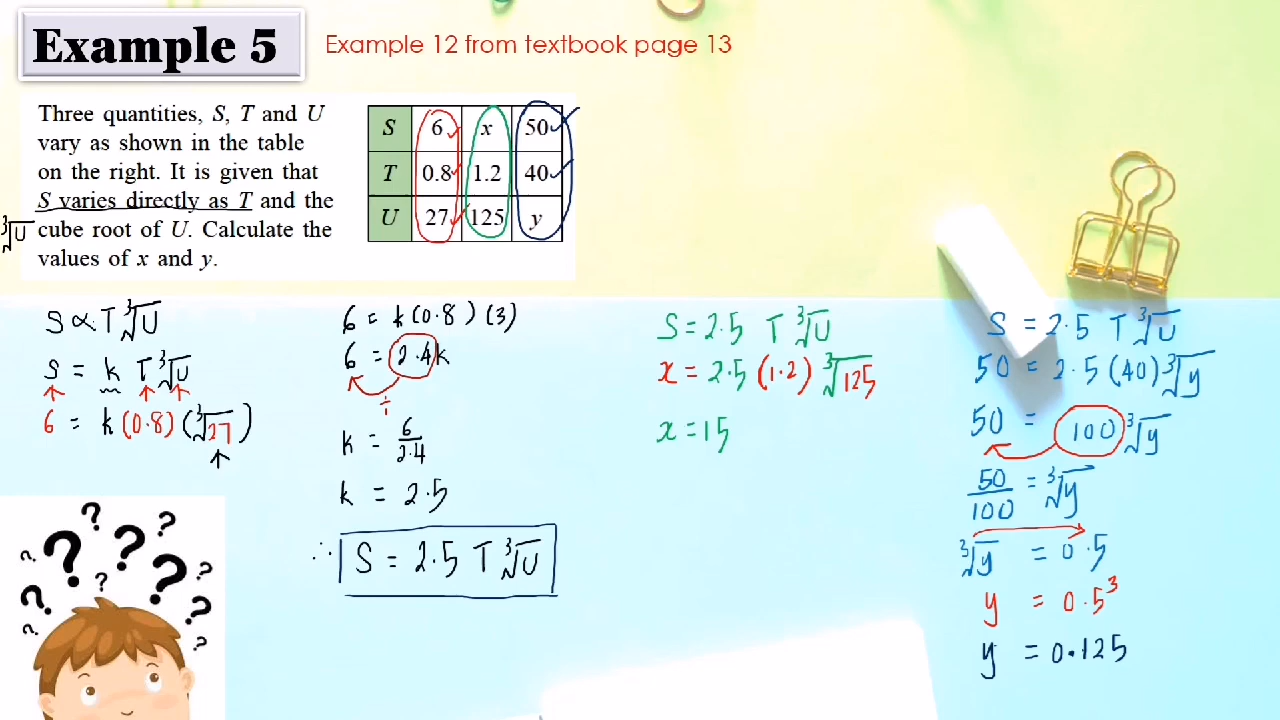 Example 5
Example 12 from textbook page 13
Three quantities, S, T and U
vary as shown in the table
on the right. It is given that
S varies directly as T and the
cube root of U. Calculate the
values of x and y.
∛U
S 6 x 50
T 0.8 1.2 40
U 27 125 y
S ∝ T ∛U
S = k T ∛U
6 = k (0.8) (∛27)
6 = k (0.8) (3)
6 = 2.4k
÷
k = 6/2.4
k = 2.5
∴ S = 2.5 T ∛U
S = 2.5 T ∛U
x = 2.5 (1.2) ∛125
x = 15
S = 2.5 T ∛U
50 = 2.5 (40) ∛y
50 = 100 ∛y
50/100 = ∛y
∛y = 0.5
y = 0.5³
y = 0.125
? ? ? ? ? ? ? ? ? ? ?